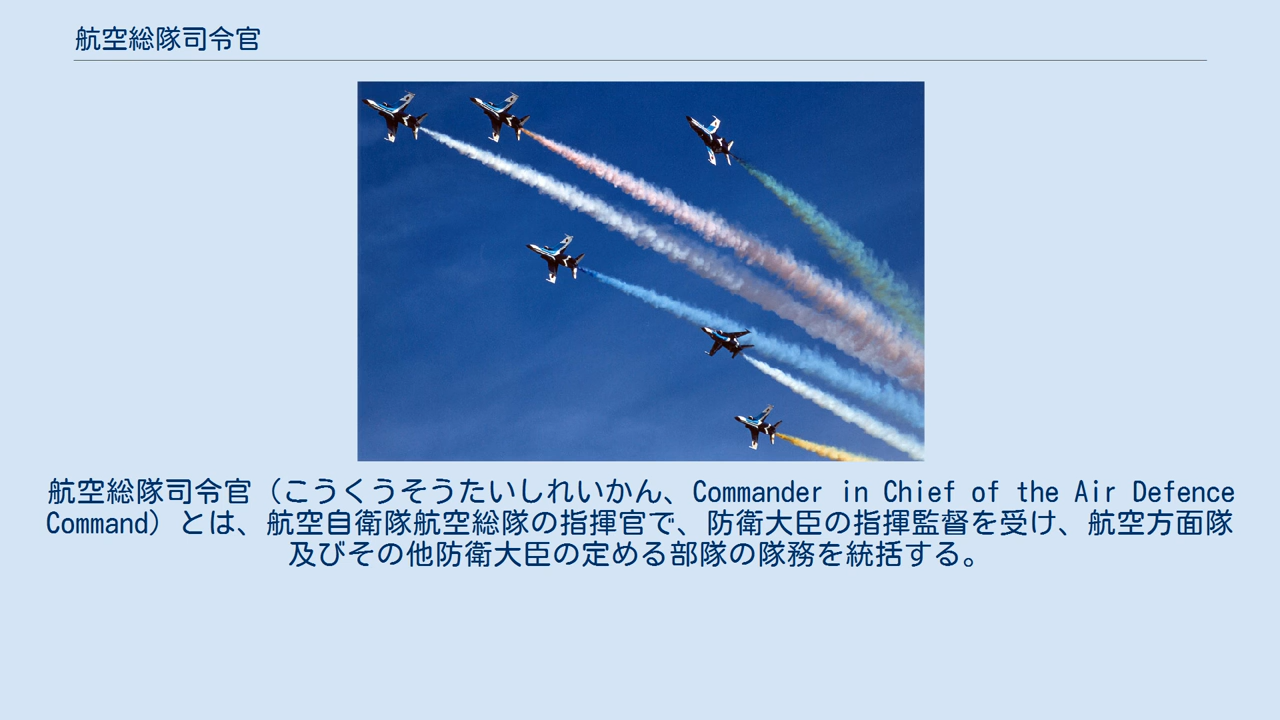 航空総隊司令官
航空総隊司令官（こうくうそうたいしれいかん、Commander in Chief of the Air Defence
Command）とは、航空自衛隊航空総隊の指揮官で、防衛大臣の指揮監督を受け、航空方面隊
及びその他防衛大臣の定める部隊の隊務を統括する。